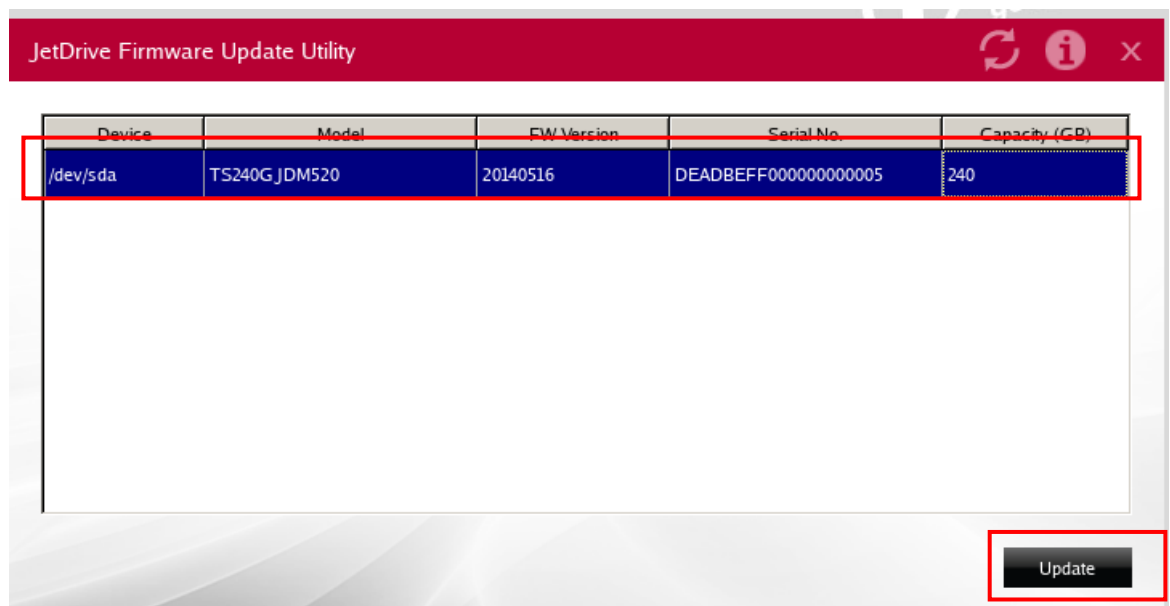 JetDrive Firmware Update Utility
Device Model FW Version Serial No. Capacity (GB)
/dev/sda TS240GJDM520 20140516 DEADBEFF000000000005 240
Update